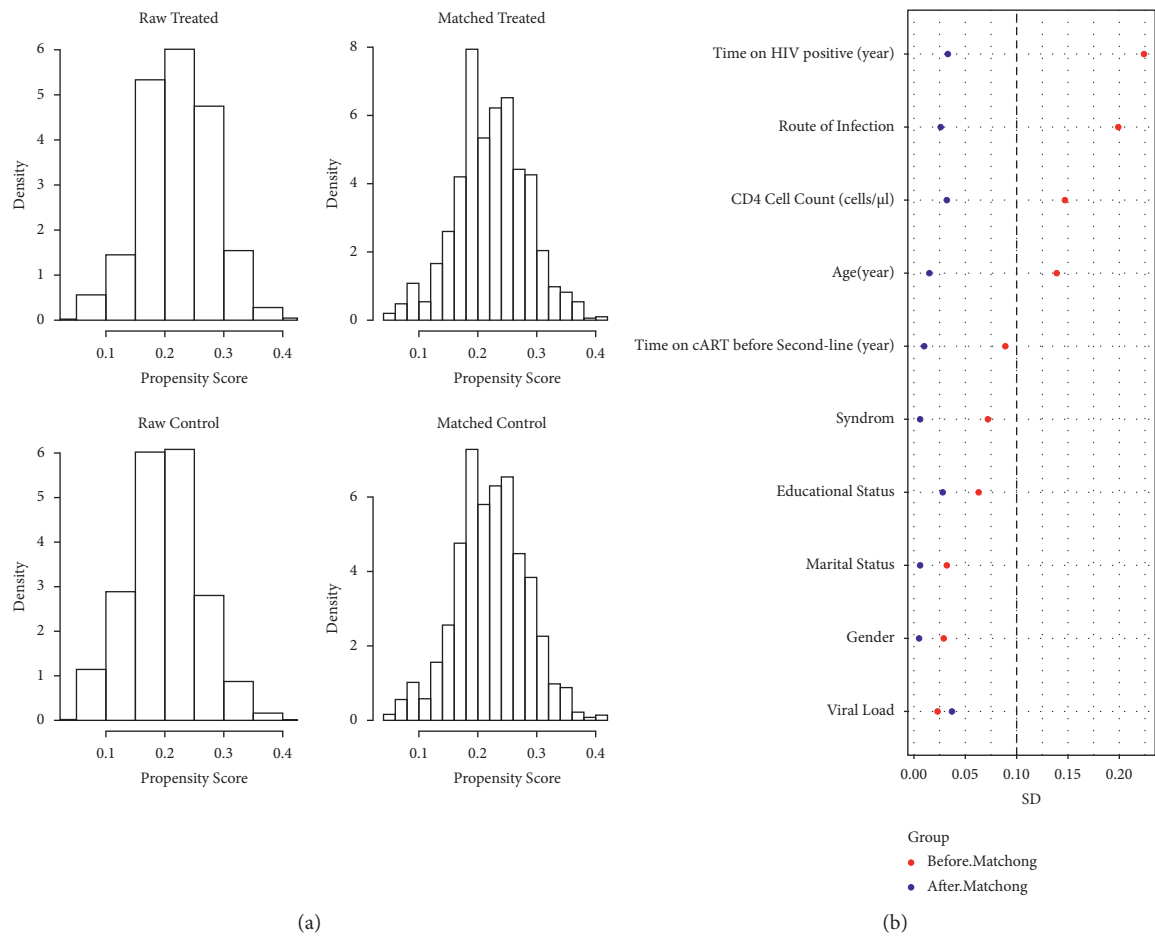 Raw Treated
6
5
4
3
2
1
0
Density
0.1 0.2 0.3 0.4
Propensity Score
Matched Treated
8
6
4
2
0
Density
0.1 0.2 0.3 0.4
Propensity Score
Raw Control
6
5
4
3
2
1
0
Density
0.1 0.2 0.3 0.4
Propensity Score
Matched Control
6
4
2
0
Density
0.1 0.2 0.3 0.4
Propensity Score
(a)
Time on HIV positive (year)
Route of Infection
CD4 Cell Count (cells/µl)
Age(year)
Time on cART before Second-line (year)
Syndrom
Educational Status
Marital Status
Gender
Viral Load
0.00 0.05 0.10 0.15 0.20
SD
Group
Before.Matchong
After.Matchong
(b)